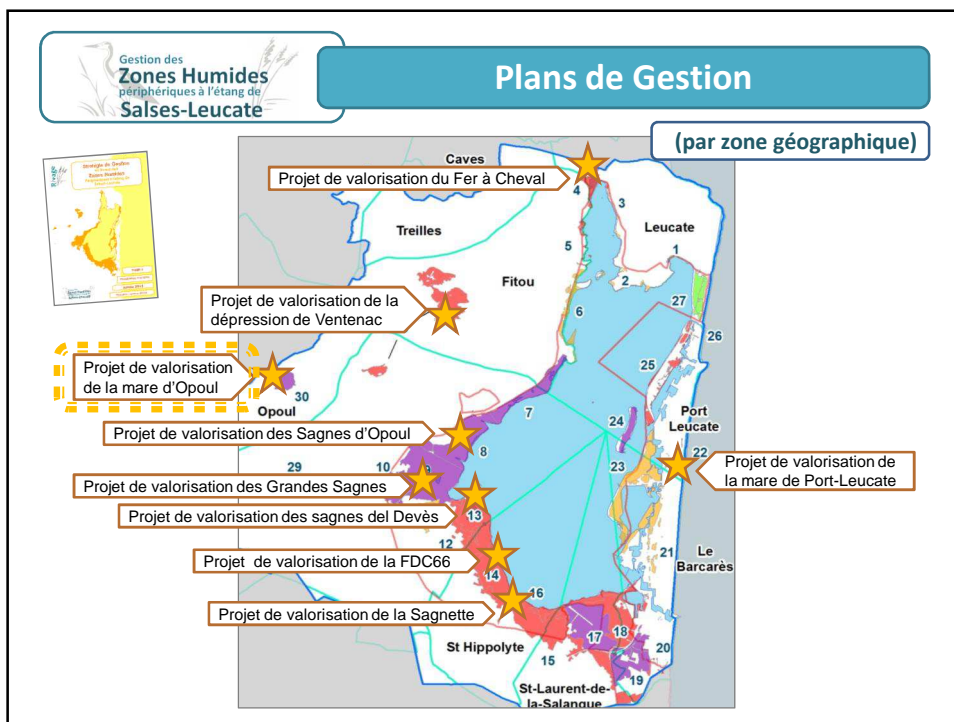 Gestion des
Zones Humides
périphériques à l'étang de
Salses-Leucate
Plans de Gestion
(par zone géographique)
Stratégie de Gestion
Zones Humides
Caves
Projet de valorisation du Fer à Cheval
4
3
Leucate
Treilles
5
1
2
Fitou
27
Projet de valorisation de la
dépression de Ventenac
6
26
25
Projet de valorisation
de la mare d'Opoul
30
Opoul
7
Port
Leucate
24
Projet de valorisation des Sagnes d'Opoul
8
22
29
10
9
23
Projet de valorisation de
la mare de Port-Leucate
Projet de valorisation des Grandes Sagnes
Projet de valorisation des sagnes del Devès
13
12
21
Le
Barcarès
Projet de valorisation de la FDC66
14
16
Projet de valorisation de la Sagnette
17
18
St Hippolyte
15
20
19
St-Laurent-de-
la-Salanque